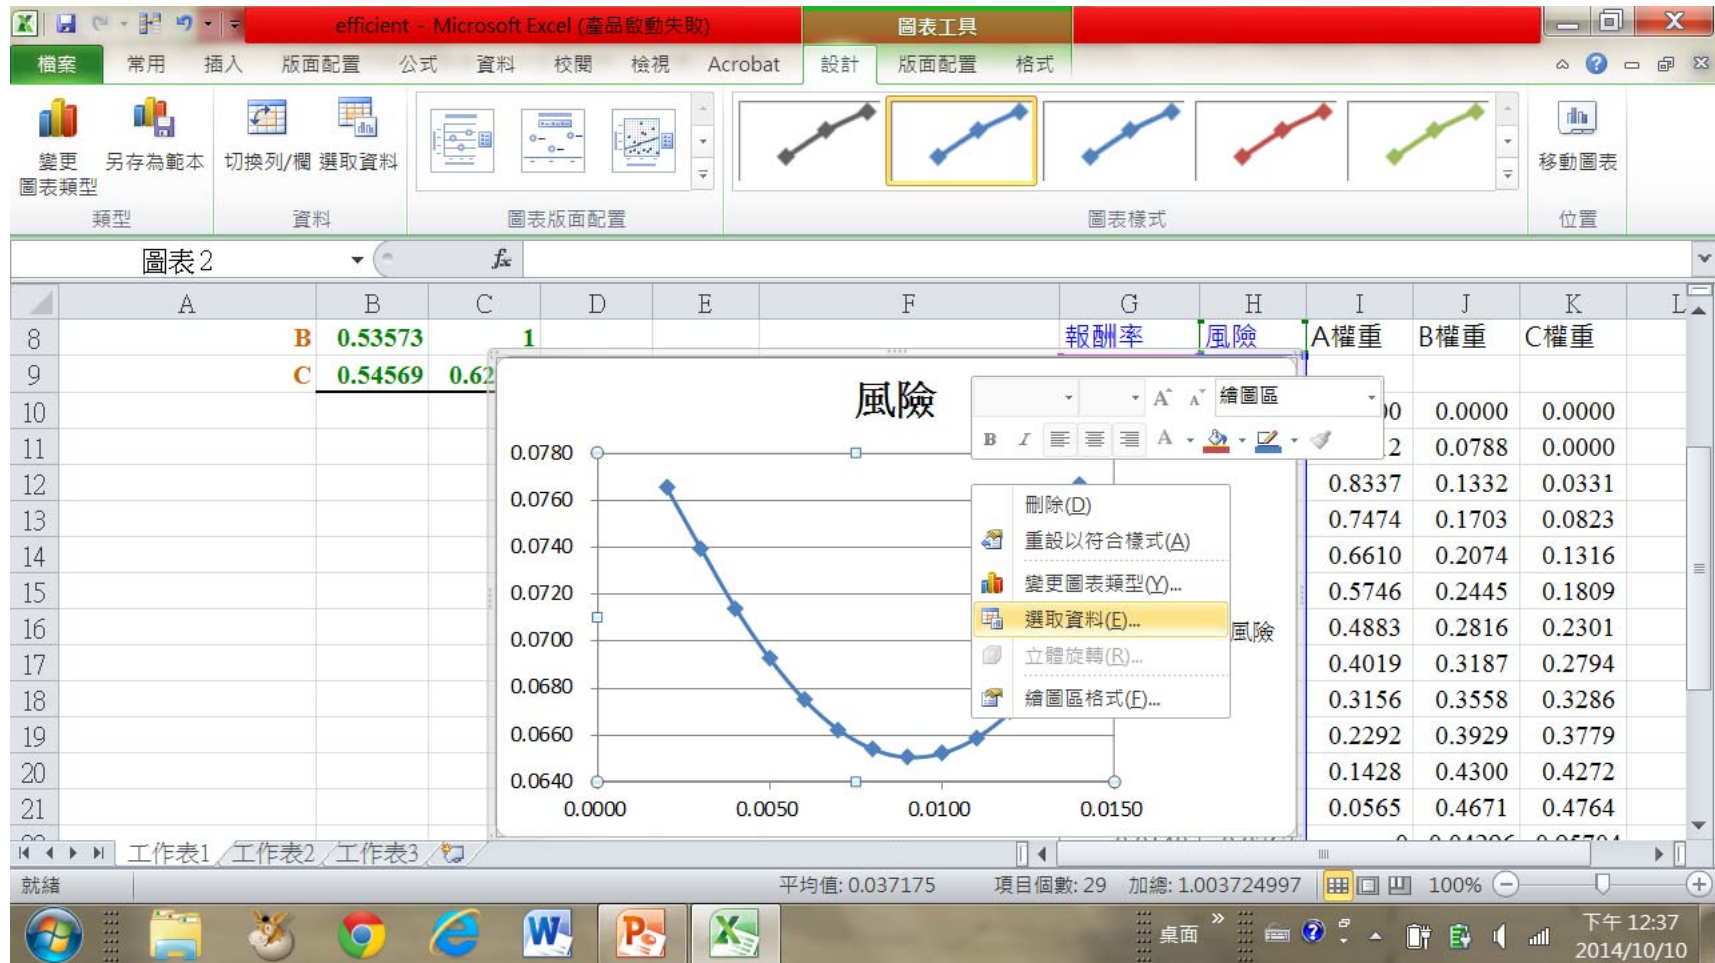 efficient - Microsoft Excel (產品啟動失敗)
圖表工具
檔案 常用 插入 版面配置 公式 資料 校閱 檢視 Acrobat 設計 版面配置 格式
變更
圖表類型
另存為範本
切換列/欄 選取資料
移動圖表
類型 資料 圖表版面配置 圖表樣式 位置
圖表 2 fx
A B C D E F G H I J K L
8 B 0.53573 1 報酬率 風險 A權重 B權重 C權重
9 C 0.54569 0.62
風險
繪圖區
A A
B I A
10 0.0000 0.0000
11 2 0.0788 0.0000
12 0.8337 0.1332 0.0331
13 0.7474 0.1703 0.0823
14 0.6610 0.2074 0.1316
15 0.5746 0.2445 0.1809
16 0.4883 0.2816 0.2301
17 0.4019 0.3187 0.2794
18 0.3156 0.3558 0.3286
19 0.2292 0.3929 0.3779
20 0.1428 0.4300 0.4272
21 0.0565 0.4671 0.4764
0.0780
0.0760
0.0740
0.0720
0.0700
0.0680
0.0660
0.0640
0.0000 0.0050 0.0100 0.0150
風險
刪除(D)
重設以符合樣式(A)
變更圖表類型(Y)...
選取資料(E)...
立體旋轉(R)...
繪圖區格式(F)...
工作表1 工作表2 工作表3
就緒 平均值: 0.037175 項目個數: 29 加總: 1.003724997 100%
桌面
下午 12:37
2014/10/10